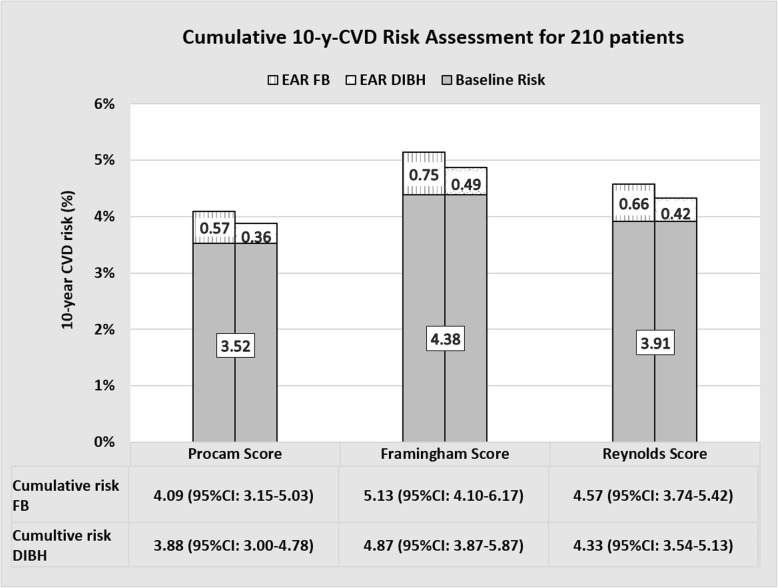 Cumulative 10-y-CVD Risk Assessment for 210 patients
EAR FB EAR DIBH Baseline Risk
10-year CVD risk (%)
6%
5%
4%
3%
2%
1%
0%
0.57
0.36
3.52
0.75
0.49
4.38
0.66
0.42
3.91
Procam Score Framingham Score Reynolds Score
Cumulative risk
FB
4.09 (95%CI: 3.15-5.03) 5.13 (95%CI: 4.10-6.17) 4.57 (95%CI: 3.74-5.42)
Cumultive risk
DIBH
3.88 (95%CI: 3.00-4.78) 4.87 (95%CI: 3.87-5.87) 4.33 (95%CI: 3.54-5.13)